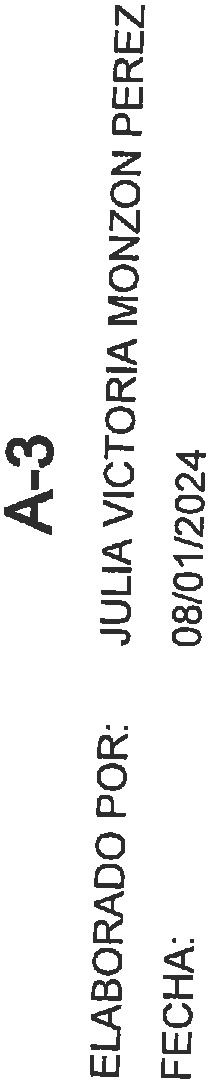 A-3
ELABORADO POR: JULIA VICTORIA MONZON PEREZ
FECHA: 08/01/2024